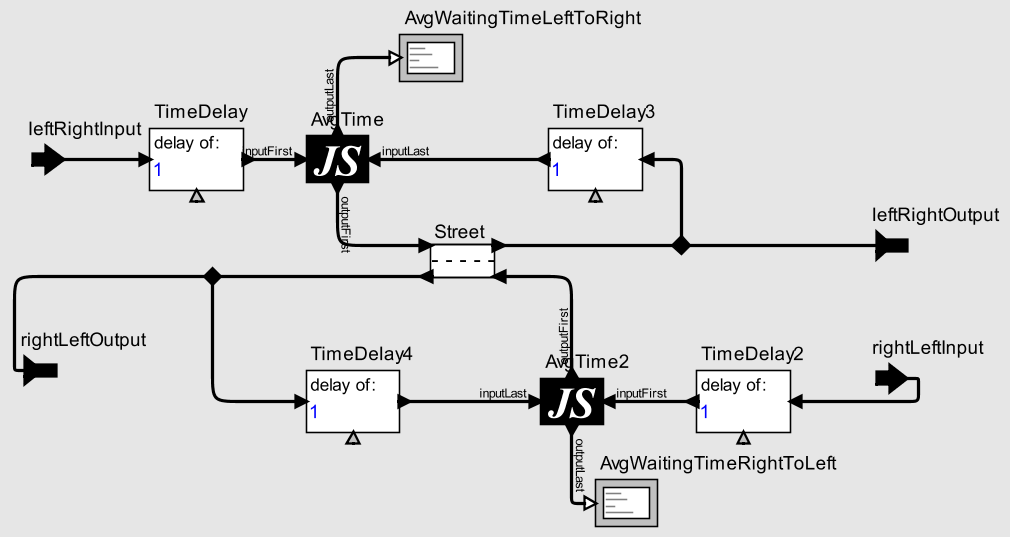 AvgWaitingTimeLeftToRight
leftRightInput
TimeDelay
delay of:
1
inputFirst
outputLast
AvgTime
JS
inputLast
TimeDelay3
delay of:
1
outputFirst
Street
leftRightOutput
rightLeftOutput
TimeDelay4
delay of:
1
inputLast
outputFirst
AvgTime2
JS
inputFirst
TimeDelay2
delay of:
1
rightLeftInput
outputLast
AvgWaitingTimeRightToLeft